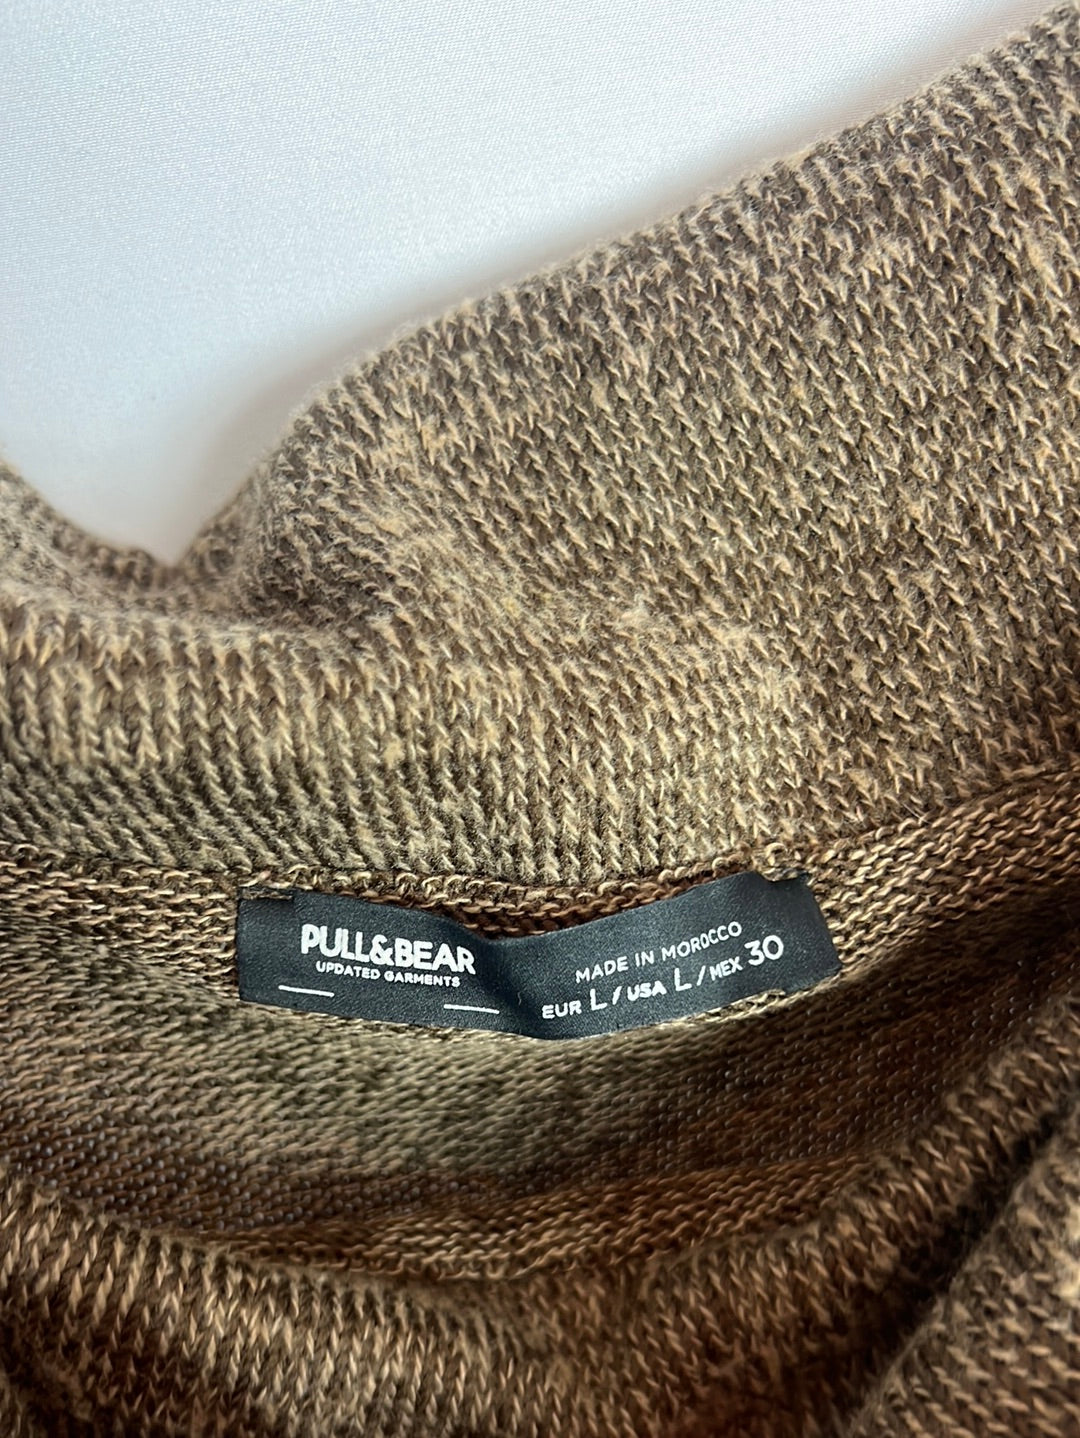 PULL&BEAR
UPDATED GARMENTS
MADE IN MOROCCO
EUR L / USA L / MEX 30